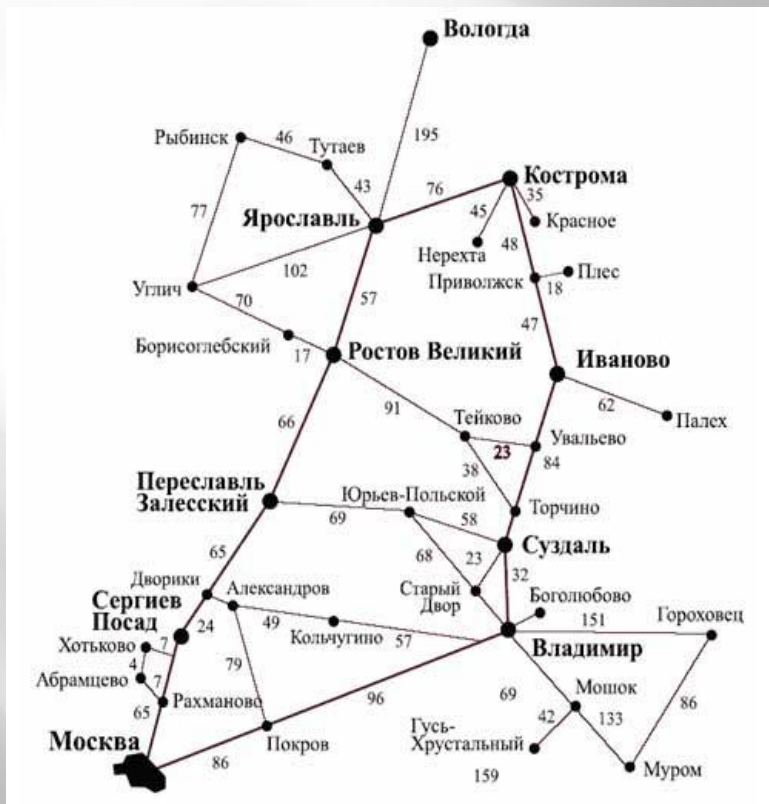 Вологда
195
Рыбинск
46
Тутаев
43
76
Кострома
35
77
45
Красное
Ярославль
Нерехта
48
102
Плес
Углич
Приволжск
18
70
57
47
Борисоглебский
17
Ростов Великий
Иваново
91
62
66
Тейково
Увальево
Палех
23
84
38
Переславль
Залесский
Юрьев-Польской
58
Торчино
69
Суздаль
65
68
23
32
Дворики
Александров
Старый
Двор
Боголюбово
Сергиев
Посад
24
49
151
Гороховец
Хотьково
7
Кольчугино
57
Владимир
4
79
Абрамцево
7
Рахманово
69
Мошок
86
65
96
42
133
Гусь-
Хрустальный
Москва
Покров
Муром
86
159